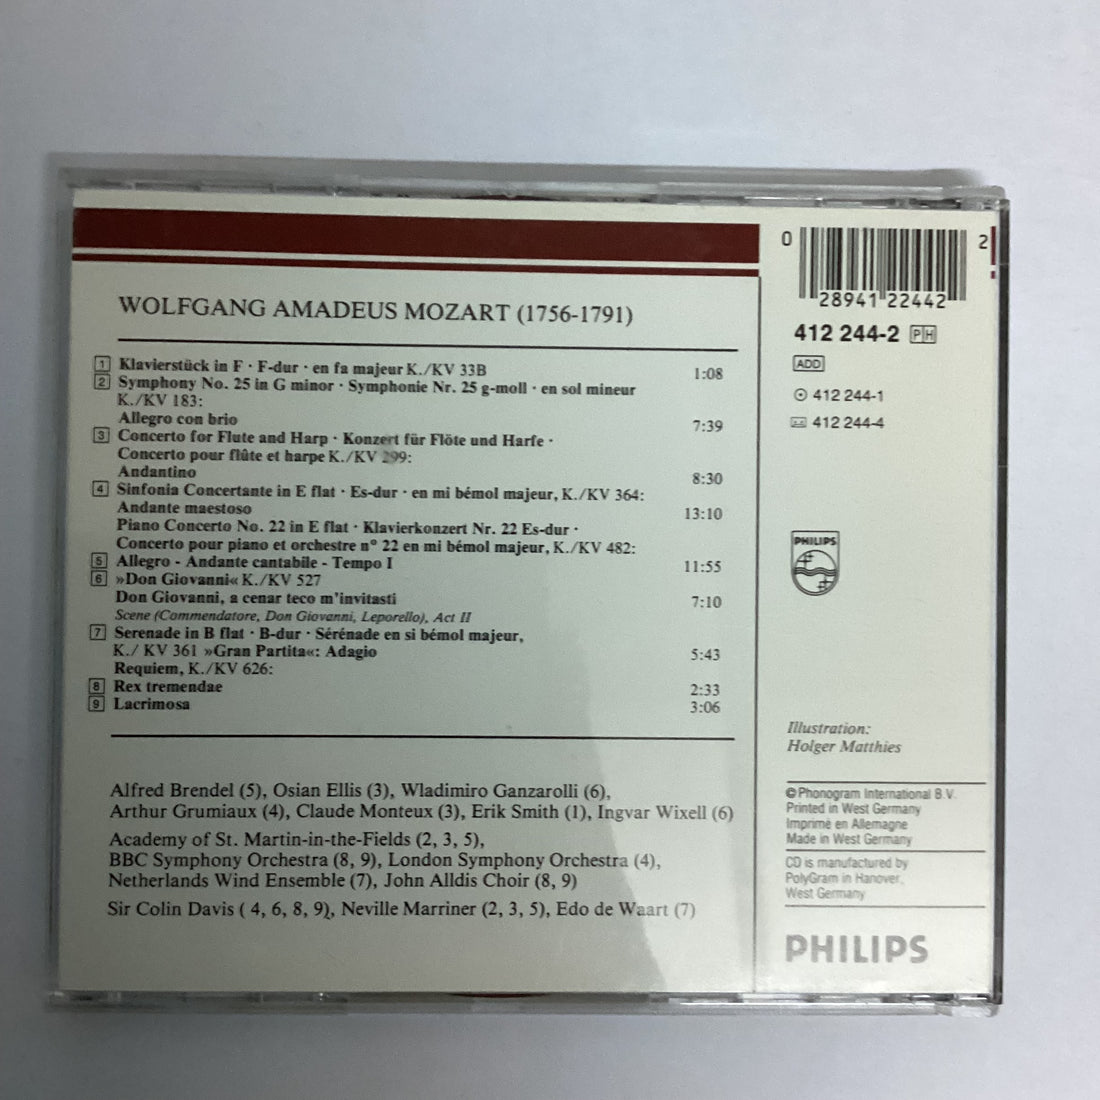 WOLFGANG AMADEUS MOZART (1756-1791)
1 Klavierstück in F · F-dur · en fa majeur K./KV 33B 1:08
2 Symphony No. 25 in G minor · Symphonie Nr. 25 g-moll · en sol mineur
K./KV 183:
Allegro con brio 7:39
3 Concerto for Flute and Harp · Konzert für Flöte und Harfe ·
Concerto pour flûte et harpe K./KV 299:
Andantino 8:30
4 Sinfonia Concertante in E flat · Es-dur · en mi bémol majeur, K./KV 364:
Andante maestoso 13:10
Piano Concerto No. 22 in E flat · Klavierkonzert Nr. 22 Es-dur ·
Concerto pour piano et orchestre n° 22 en mi bémol majeur, K./KV 482:
5 Allegro - Andante cantabile - Tempo I 11:55
6 »Don Giovanni« K./KV 527
Don Giovanni, a cenar teco m'invitasti 7:10
Scene (Commendatore, Don Giovanni, Leporello), Act II
7 Serenade in B flat · B-dur · Sérénade en si bémol majeur,
K./ KV 361 »Gran Partita«: Adagio 5:43
Requiem, K./KV 626:
8 Rex tremendae 2:33
9 Lacrimosa 3:06
Alfred Brendel (5), Osian Ellis (3), Wladimiro Ganzarolli (6),
Arthur Grumiaux (4), Claude Monteux (3), Erik Smith (1), Ingvar Wixell (6)
Academy of St. Martin-in-the-Fields (2, 3, 5),
BBC Symphony Orchestra (8, 9), London Symphony Orchestra (4),
Netherlands Wind Ensemble (7), John Alldis Choir (8, 9)
Sir Colin Davis ( 4, 6, 8, 9), Neville Marriner (2, 3, 5), Edo de Waart (7)
0 28941 22442 2
412 244-2 PH
ADD
412 244-1
412 244-4
PHILIPS
Illustration:
Holger Matthies
© Phonogram International B.V.
Printed in West Germany
Imprimé en Allemagne
Made in West Germany
CD is manufactured by
PolyGram in Hanover,
West Germany
PHILIPS